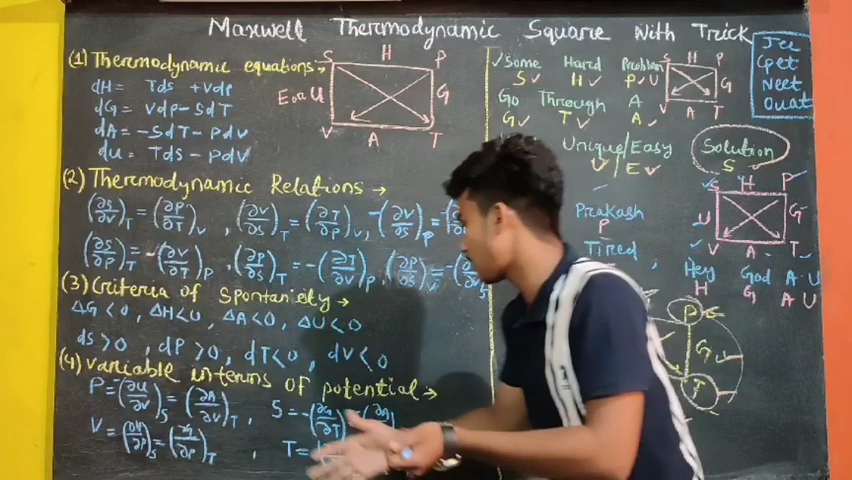 Maxwell Thermodynamic Square With Trick
(1) Thermodynamic equations:→
dH = Tds + vdp
dG = Vdp - SdT
dA = -SdT - Pdv
du = Tds - Pdv
S H P
E or U G
V A T
(2) Thermodynamic Relations →
(∂S/∂V)T = (∂P/∂T)V , (∂V/∂S)T = (∂T/∂P)V , -(∂V/∂S)P =
(∂S/∂P)T = -(∂V/∂T)P , (∂P/∂S)T = -(∂T/∂V)P , (∂P/∂S)V = -
(3) Criteria of Spontaniety →
ΔG < 0 , ΔH < 0 , ΔA < 0 , ΔU < 0
ds > 0 , dP > 0 , dT < 0 , dV < 0
(4) Variable interms of potential →
P = (∂U/∂V)S = (∂A/∂V)T , S = -(∂G/∂T) = (∂A
V = (∂H/∂P)S = (∂G/∂P)T , T =
Some Hard Problem
S H P U
Go Through A
G T A
Unique/Easy
U/E
Solution
S
Prakash
P
Tired
Hey God A U
H G A U
S H P
G
V A T
Jee
Cpet
Neet
Ouat
S H P
U G
V A T
P
G
T